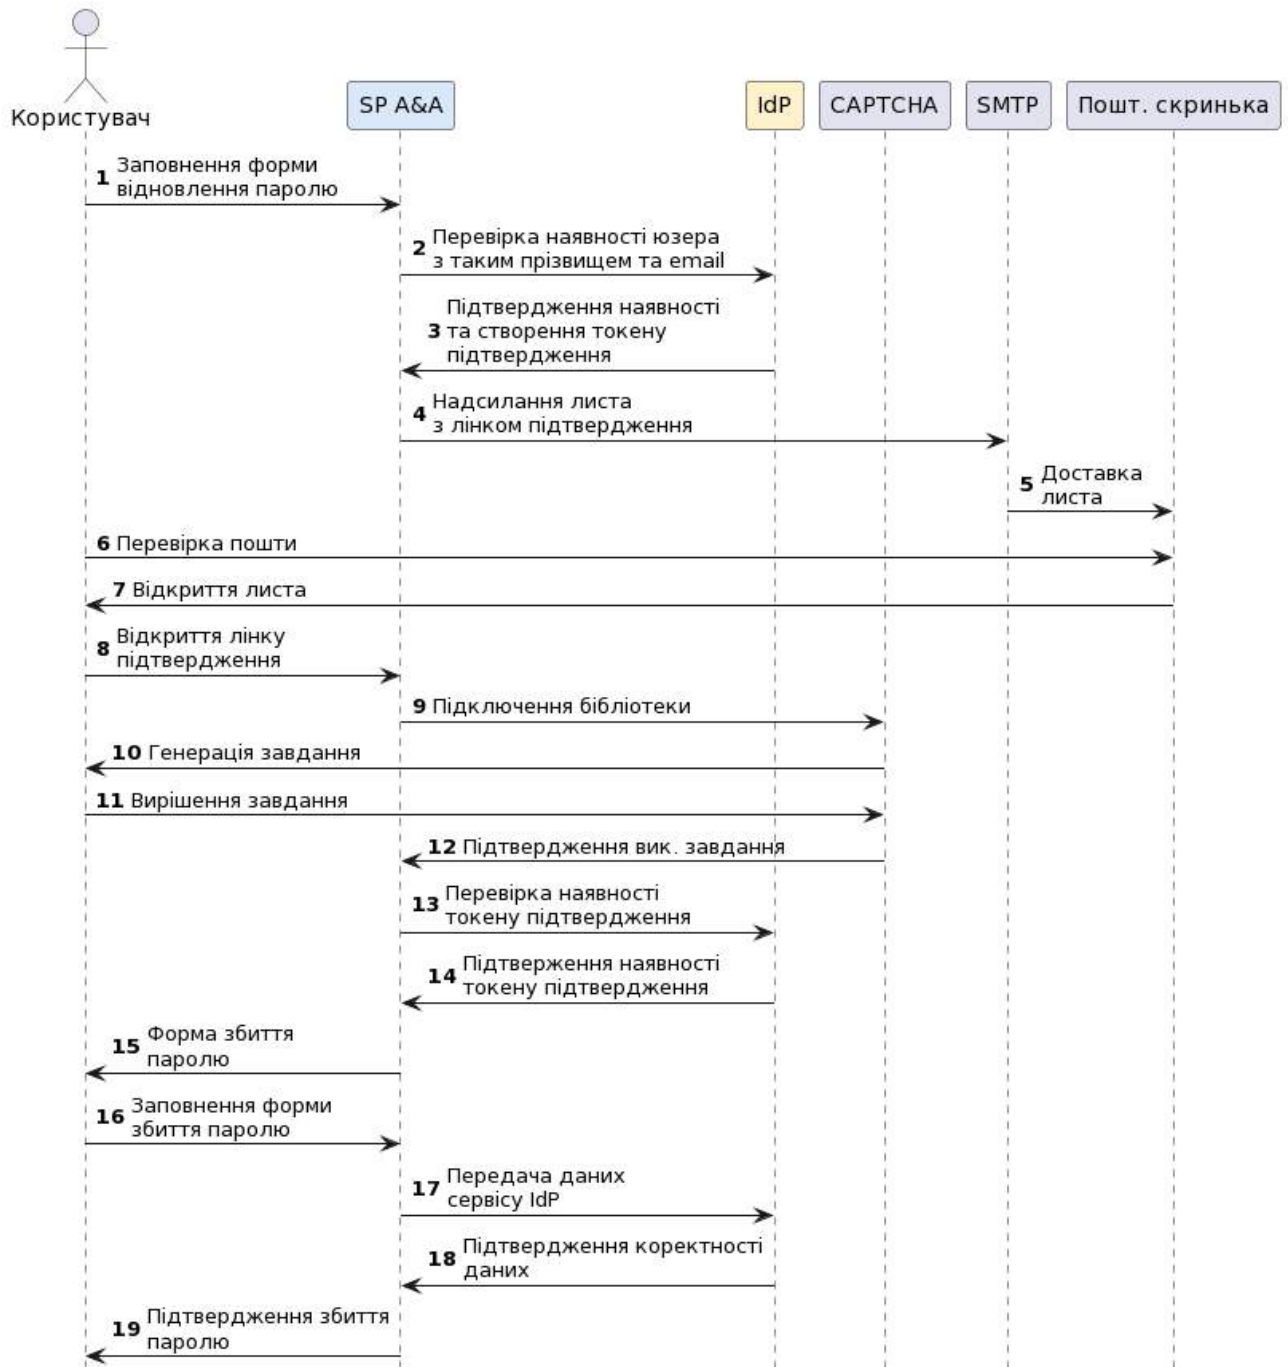 Користувач
SP A&A
IdP
CAPTCHA
SMTP
Пошт. скринька
1 Заповнення форми
відновлення паролю
2 Перевірка наявності юзера
з таким прізвищем та email
Підтвердження наявності
3 та створення токену
підтвердження
4 Надсилання листа
з лінком підтвердження
5 Доставка
листа
6 Перевірка пошти
7 Відкриття листа
8 Відкриття лінку
підтвердження
9 Підключення бібліотеки
10 Генерація завдання
11 Вирішення завдання
12 Підтвердження вик. завдання
13 Перевірка наявності
токену підтвердження
14 Підтверження наявності
токену підтвердження
15 Форма збиття
паролю
16 Заповнення форми
збиття паролю
17 Передача даних
сервісу IdP
18 Підтвердження коректності
даних
19 Підтвердження збиття
паролю